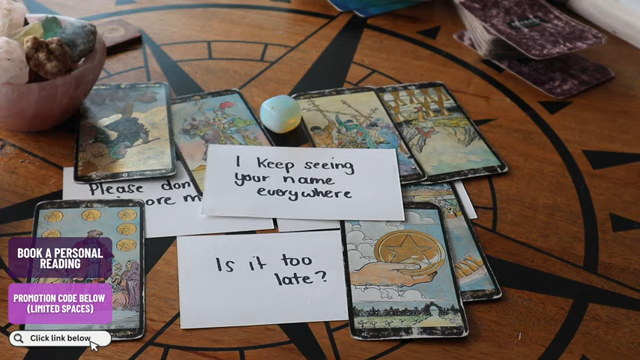 Please don
ore m
I keep seeing
your name
everywhere
Is it too
late?
BOOK A PERSONAL
READING
PROMOTION CODE BELOW
(LIMITED SPACES)
Click link below